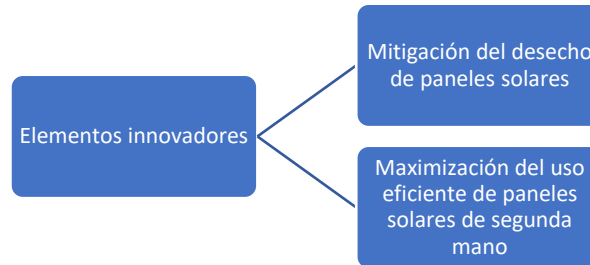 Elementos innovadores
Mitigación del desecho
de paneles solares
Maximización del uso
eficiente de paneles
solares de segunda
mano